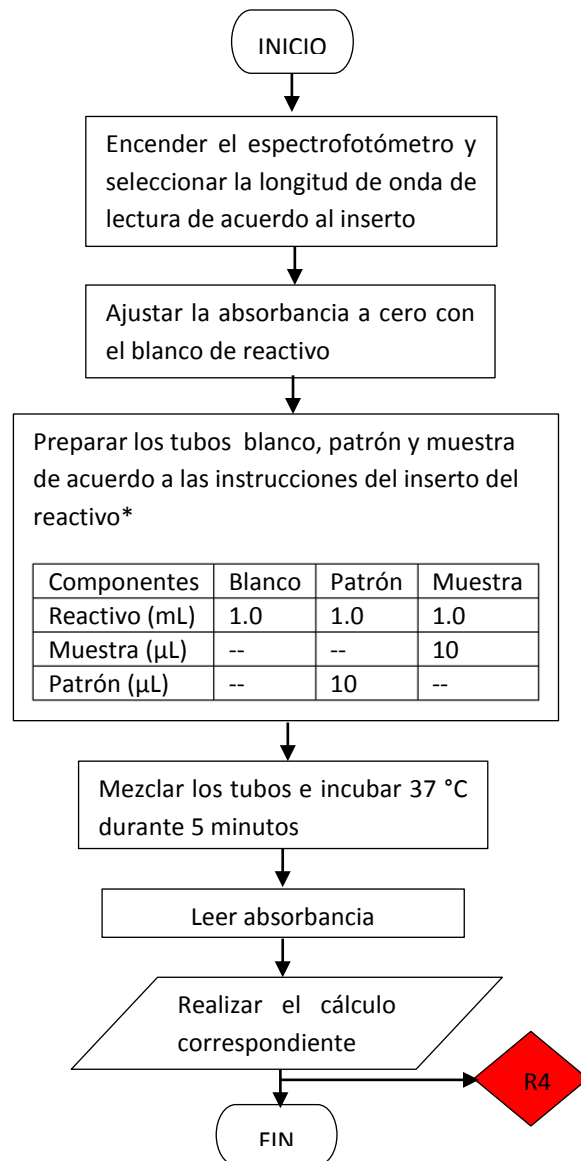 INICIO
Encender el espectrofotómetro y
seleccionar la longitud de onda de
lectura de acuerdo al inserto
Ajustar la absorbancia a cero con
el blanco de reactivo
Preparar los tubos blanco, patrón y muestra
de acuerdo a las instrucciones del inserto del
reactivo*
Componentes Blanco Patrón Muestra
Reactivo (mL) 1.0 1.0 1.0
Muestra (µL) -- -- 10
Patrón (µL) -- 10 --
Mezclar los tubos e incubar 37 °C
durante 5 minutos
Leer absorbancia
Realizar el cálculo
correspondiente
R4
FIN